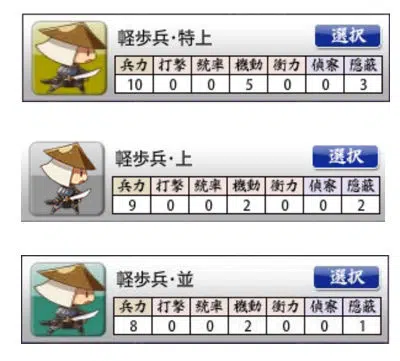 軽歩兵・特上 選択
兵力 打撃 統率 機動 衝力 偵察 隠蔽
10 0 0 5 0 0 3
軽歩兵・上 選択
兵力 打撃 統率 機動 衝力 偵察 隠蔽
9 0 0 2 0 0 2
軽歩兵・並 選択
兵力 打撃 統率 機動 衝力 偵察 隠蔽
8 0 0 2 0 0 1